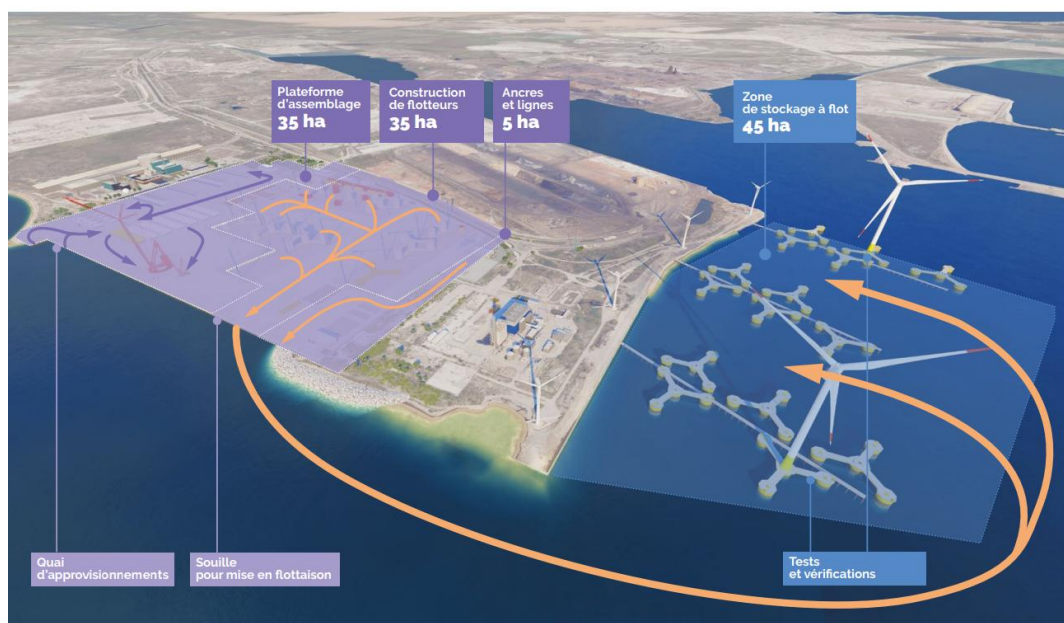 Plateforme
d'assemblage
35 ha
Construction
de flotteurs
35 ha
Ancres
et lignes
5 ha
Zone
de stockage à flot
45 ha
Quai
d'approvisionnements
Souille
pour mise en flottaison
Tests
et vérifications